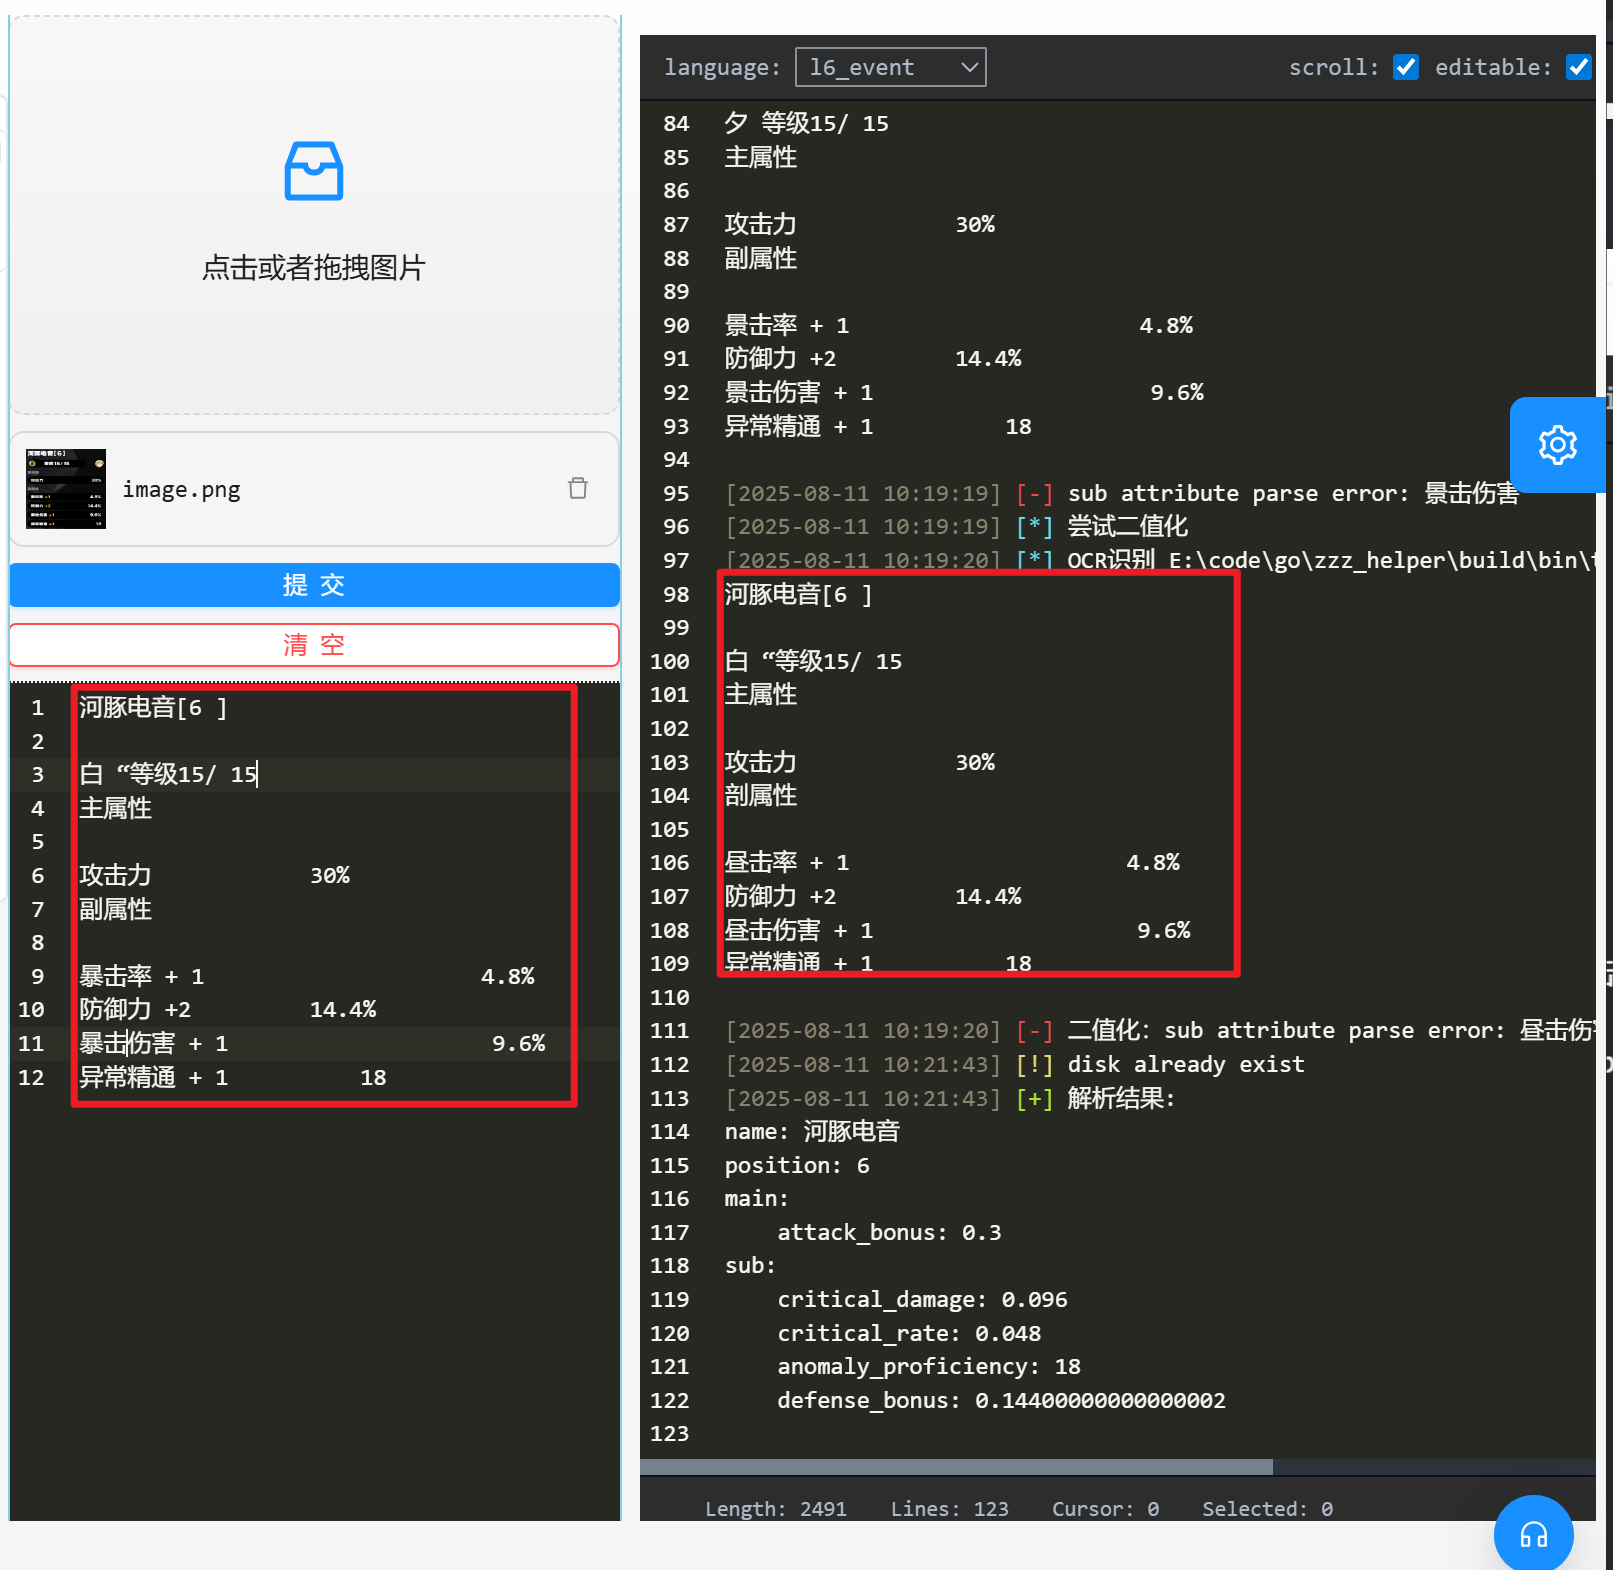 点击或者拖拽图片
image.png
提 交
清 空
1 河豚电音[6 ]
2
3 白 “等级15/ 15
4 主属性
5
6 攻击力 30%
7 副属性
8
9 暴击率 + 1 4.8%
10 防御力 +2 14.4%
11 暴击伤害 + 1 9.6%
12 异常精通 + 1 18
language: l6_event scroll: editable:
84 夕 等级15/ 15
85 主属性
86
87 攻击力 30%
88 副属性
89
90 景击率 + 1 4.8%
91 防御力 +2 14.4%
92 景击伤害 + 1 9.6%
93 异常精通 + 1 18
94
95 [2025-08-11 10:19:19] [-] sub attribute parse error: 景击伤害
96 [2025-08-11 10:19:19] [*] 尝试二值化
97 [2025-08-11 10:19:20] [*] OCR识别 E:\code\go\zzz_helper\build\bin\t
98 河豚电音[6 ]
99
100 白 “等级15/ 15
101 主属性
102
103 攻击力 30%
104 剖属性
105
106 昼击率 + 1 4.8%
107 防御力 +2 14.4%
108 昼击伤害 + 1 9.6%
109 异常精通 + 1 18
110
111 [2025-08-11 10:19:20] [-] 二值化: sub attribute parse error: 昼击伤害
112 [2025-08-11 10:21:43] [!] disk already exist
113 [2025-08-11 10:21:43] [+] 解析结果:
114 name: 河豚电音
115 position: 6
116 main:
117 attack_bonus: 0.3
118 sub:
119 critical_damage: 0.096
120 critical_rate: 0.048
121 anomaly_proficiency: 18
122 defense_bonus: 0.14400000000000002
123
Length: 2491 Lines: 123 Cursor: 0 Selected: 0